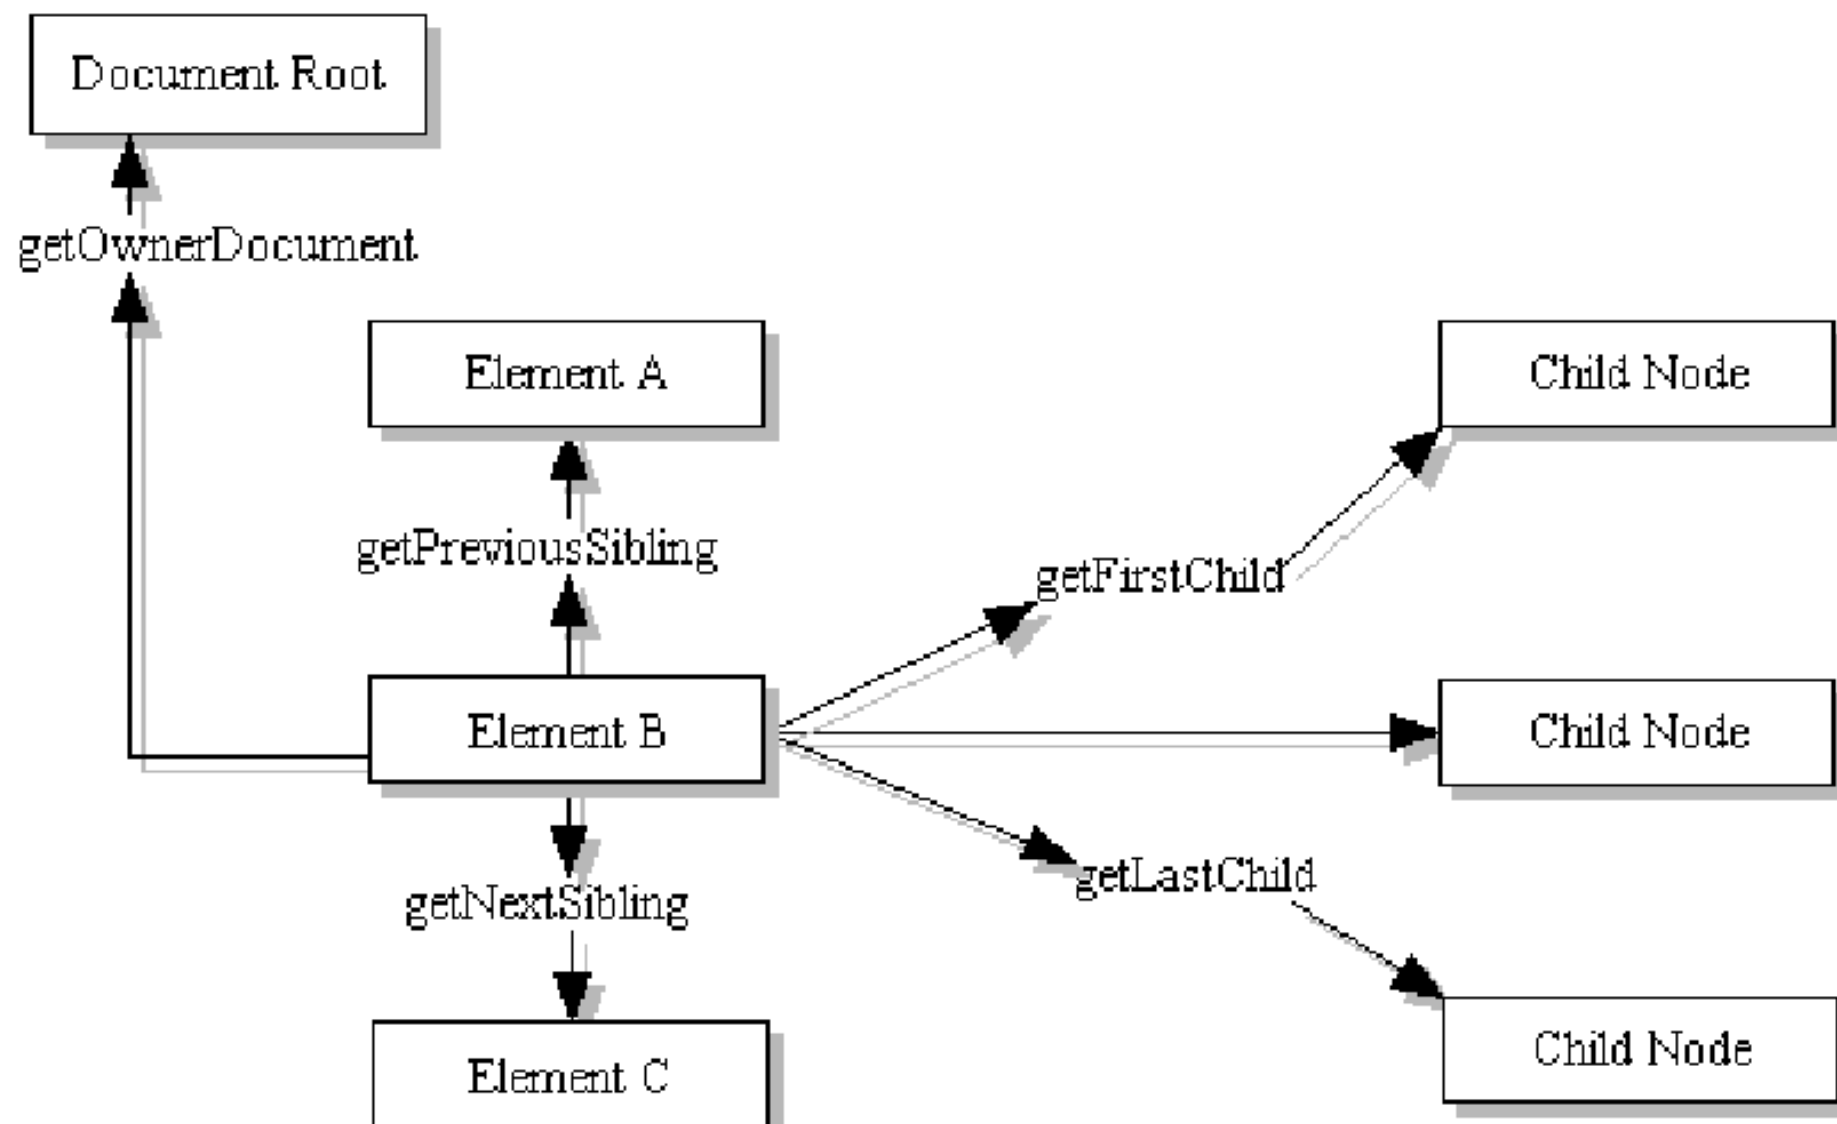 Document Root
getOwnerDocument
Element A
Child Node
getPreviousSibling
getFirstChild
Element B
Child Node
getLastChild
getNextSibling
Child Node
Element C